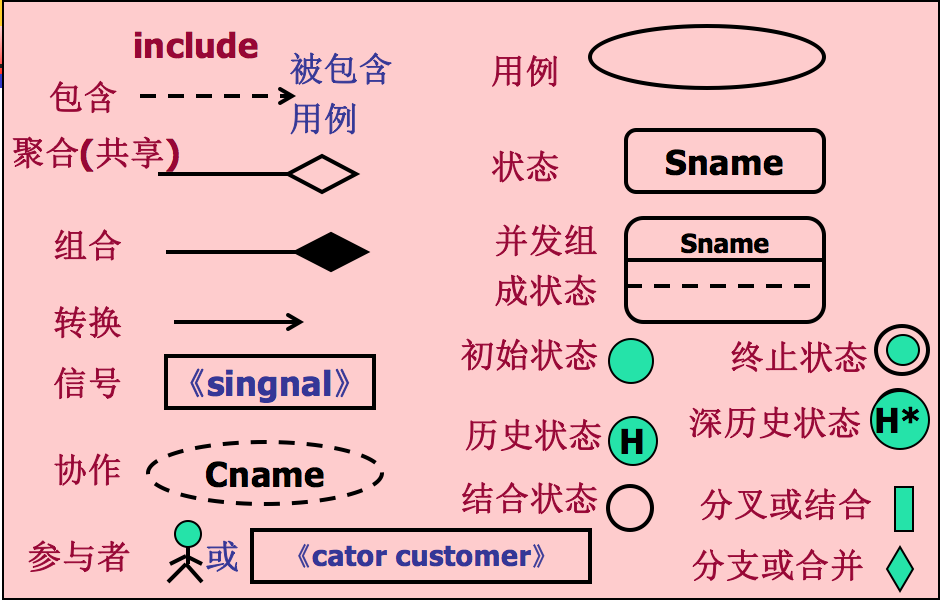 include
包含
被包含
用例
聚合(共享)
组合
转换
信号
《singnal》
协作
Cname
参与者
或
《cator customer》
用例
状态
Sname
并发组
成状态
Sname
初始状态
终止状态
历史状态
H
深历史状态
H*
结合状态
分叉或结合
分支或合并